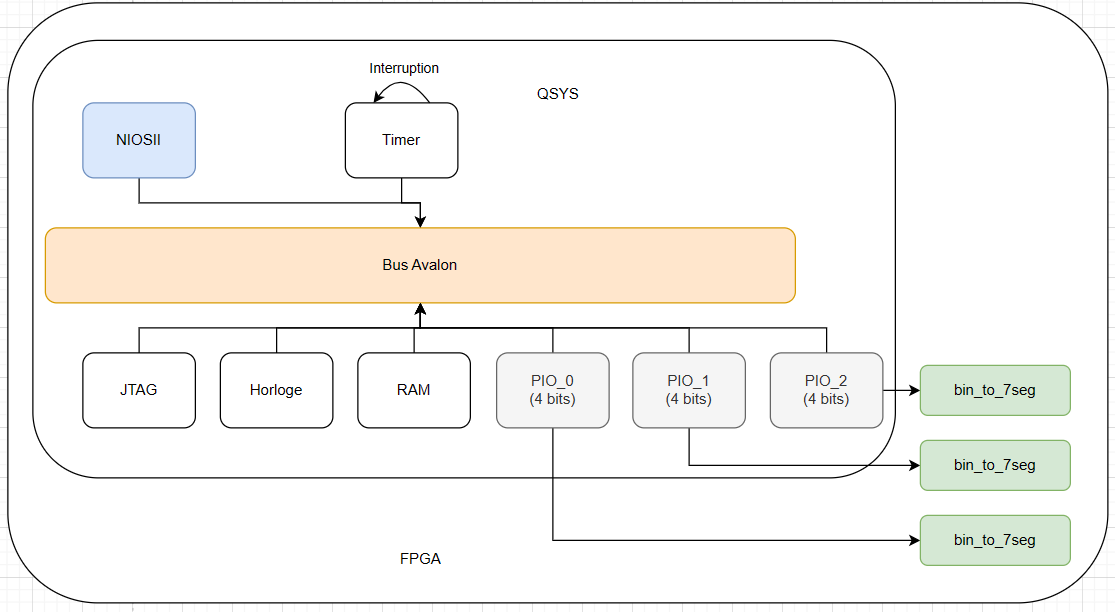 Interruption
QSYS
NIOSII
Timer
Bus Avalon
JTAG
Horloge
RAM
PIO_0
(4 bits)
PIO_1
(4 bits)
PIO_2
(4 bits)
bin_to_7seg
bin_to_7seg
bin_to_7seg
FPGA